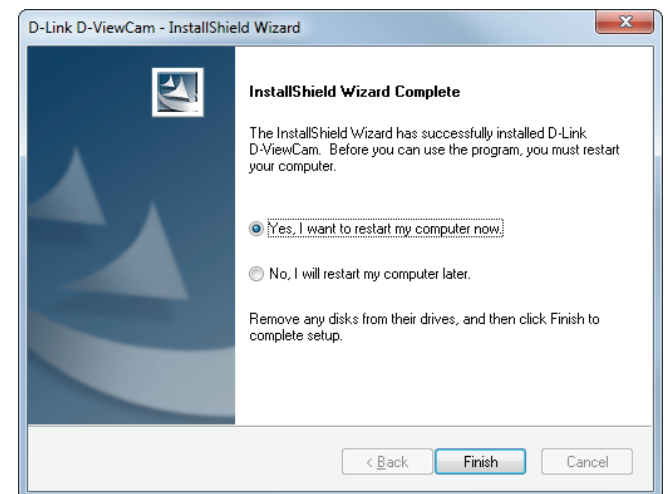 D-Link D-ViewCam - InstallShield Wizard
InstallShield Wizard Complete
The InstallShield Wizard has successfully installed D-Link
D-ViewCam. Before you can use the program, you must restart
your computer.
Yes, I want to restart my computer now.
No, I will restart my computer later.
Remove any disks from their drives, and then click Finish to
complete setup.
< Back
Finish
Cancel